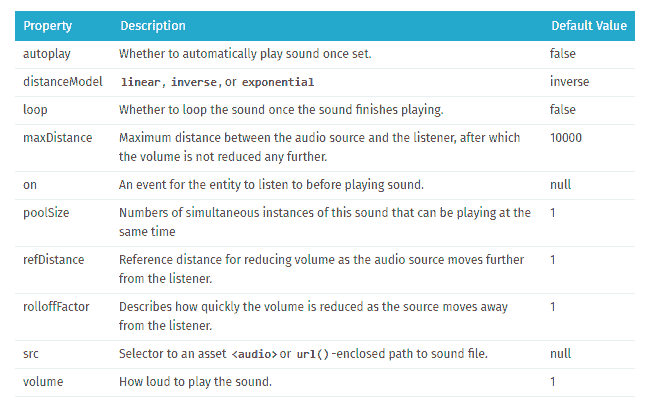 Property Description Default Value
autoplay Whether to automatically play sound once set. false
distanceModel linear, inverse, or exponential inverse
loop Whether to loop the sound once the sound finishes playing. false
maxDistance Maximum distance between the audio source and the listener, after which 10000
the volume is not reduced any further.
on An event for the entity to listen to before playing sound. null
poolSize Numbers of simultaneous instances of this sound that can be playing at the 1
same time
refDistance Reference distance for reducing volume as the audio source moves further 1
from the listener.
rolloffFactor Describes how quickly the volume is reduced as the source moves away 1
from the listener.
src Selector to an asset <audio> or url()-enclosed path to sound file. null
volume How loud to play the sound. 1